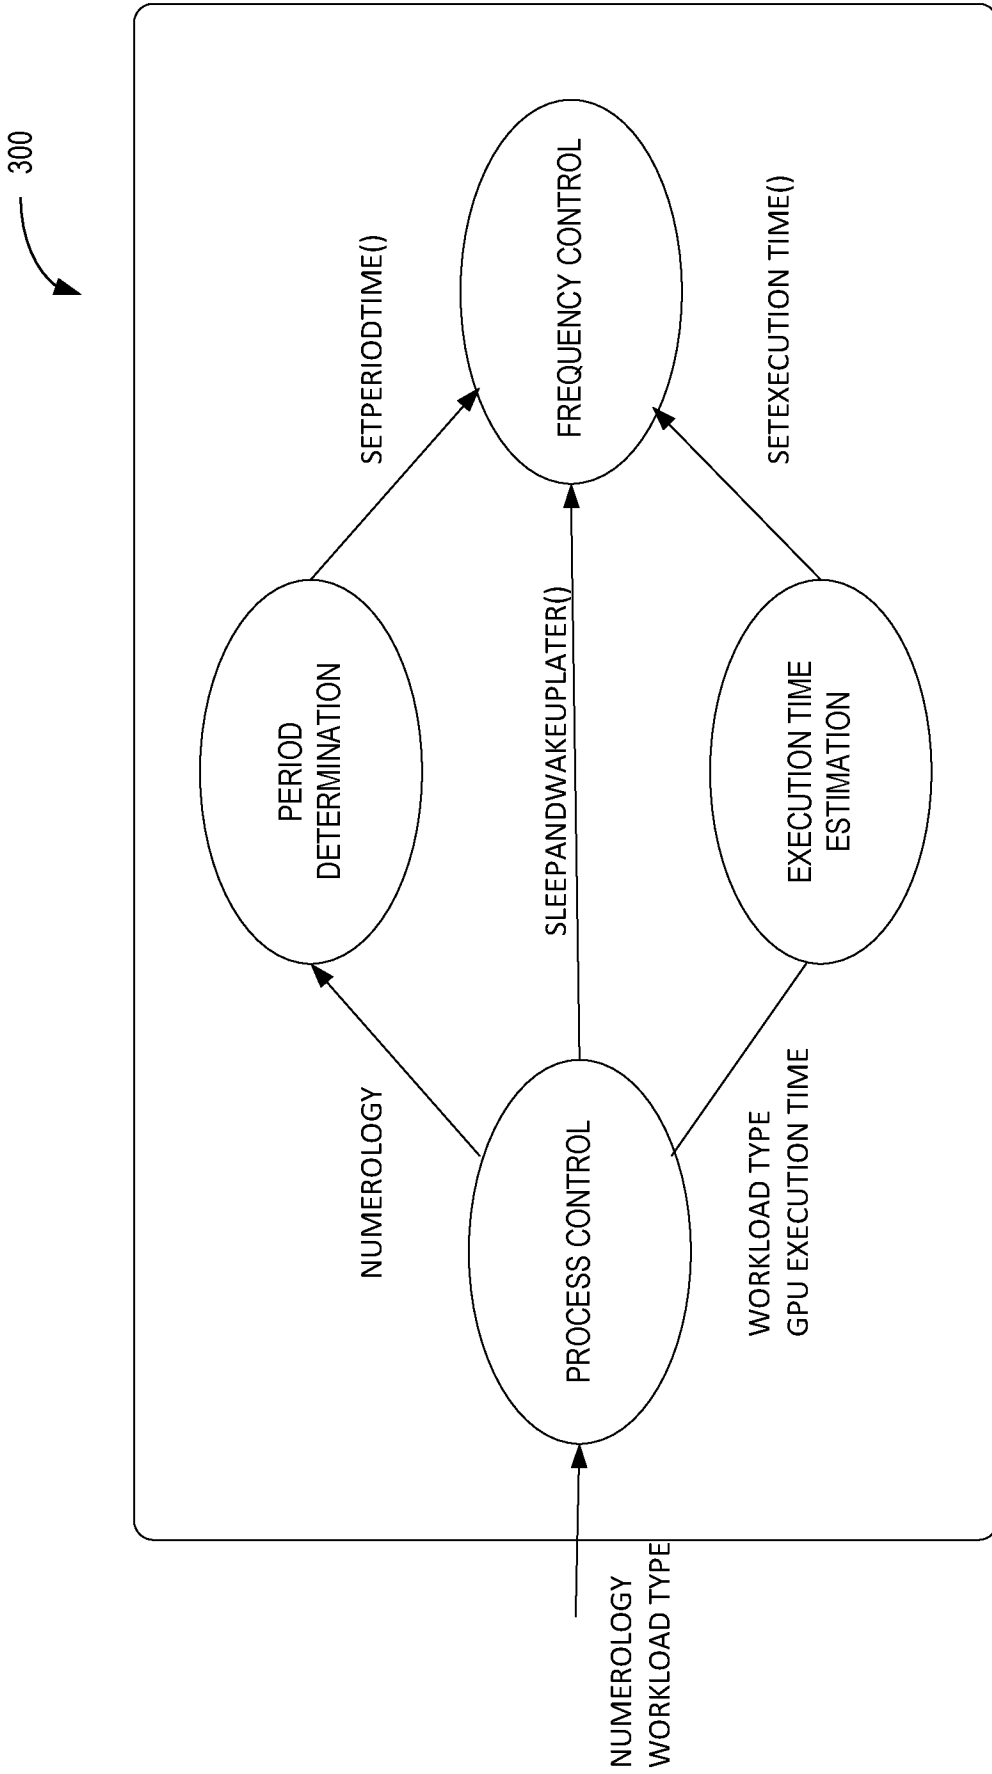 300
NUMEROLOGY
WORKLOAD TYPE
PROCESS CONTROL
NUMEROLOGY
PERIOD
DETERMINATION
SETPERIODTIME()
SLEEPANDWAKEUPLATER()
WORKLOAD TYPE
GPU EXECUTION TIME
EXECUTION TIME
ESTIMATION
SETEXECUTION TIME()
FREQUENCY CONTROL